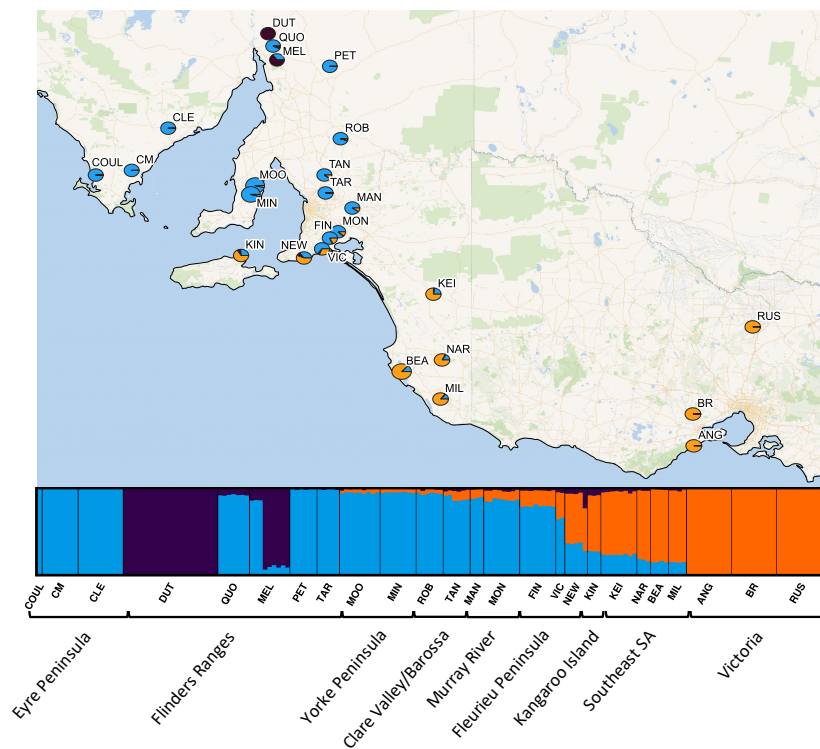 DUT
QUO
MEL
PET
CLE
ROB
COUL
CM
TAN
MOO
TAR
MIN
MAN
FIN
MON
KIN
NEW
VIC
KEI
RUS
NAR
BEA
MIL
BR
ANG
COUL CM CLE DUT QUO MEL PET TAR MOO MIN ROB TAN MAN MON FIN VIC NEW KIN KEI NAR BEA MIL ANG BR RUS
Eyre Peninsula
Flinders Ranges
Yorke Peninsula
Clare Valley/Barossa
Murray River
Fleurieu Peninsula
Kangaroo Island
Southeast SA
Victoria